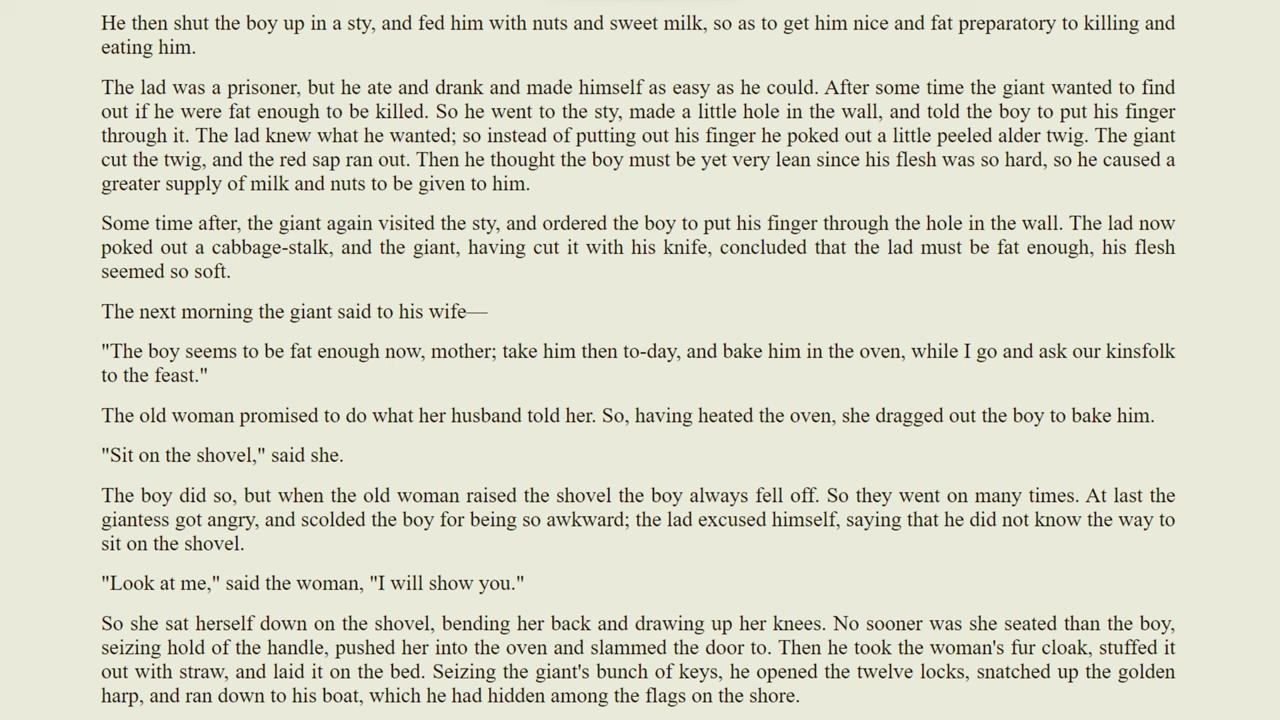 He then shut the boy up in a sty, and fed him with nuts and sweet milk, so as to get him nice and fat preparatory to killing and
eating him.
The lad was a prisoner, but he ate and drank and made himself as easy as he could. After some time the giant wanted to find
out if he were fat enough to be killed. So he went to the sty, made a little hole in the wall, and told the boy to put his finger
through it. The lad knew what he wanted; so instead of putting out his finger he poked out a little peeled alder twig. The giant
cut the twig, and the red sap ran out. Then he thought the boy must be yet very lean since his flesh was so hard, so he caused a
greater supply of milk and nuts to be given to him.
Some time after, the giant again visited the sty, and ordered the boy to put his finger through the hole in the wall. The lad now
poked out a cabbage-stalk, and the giant, having cut it with his knife, concluded that the lad must be fat enough, his flesh
seemed so soft.
The next morning the giant said to his wife—
"The boy seems to be fat enough now, mother; take him then to-day, and bake him in the oven, while I go and ask our kinsfolk
to the feast."
The old woman promised to do what her husband told her. So, having heated the oven, she dragged out the boy to bake him.
"Sit on the shovel," said she.
The boy did so, but when the old woman raised the shovel the boy always fell off. So they went on many times. At last the
giantess got angry, and scolded the boy for being so awkward; the lad excused himself, saying that he did not know the way to
sit on the shovel.
"Look at me," said the woman, "I will show you."
So she sat herself down on the shovel, bending her back and drawing up her knees. No sooner was she seated than the boy,
seizing hold of the handle, pushed her into the oven and slammed the door to. Then he took the woman's fur cloak, stuffed it
out with straw, and laid it on the bed. Seizing the giant's bunch of keys, he opened the twelve locks, snatched up the golden
harp, and ran down to his boat, which he had hidden among the flags on the shore.